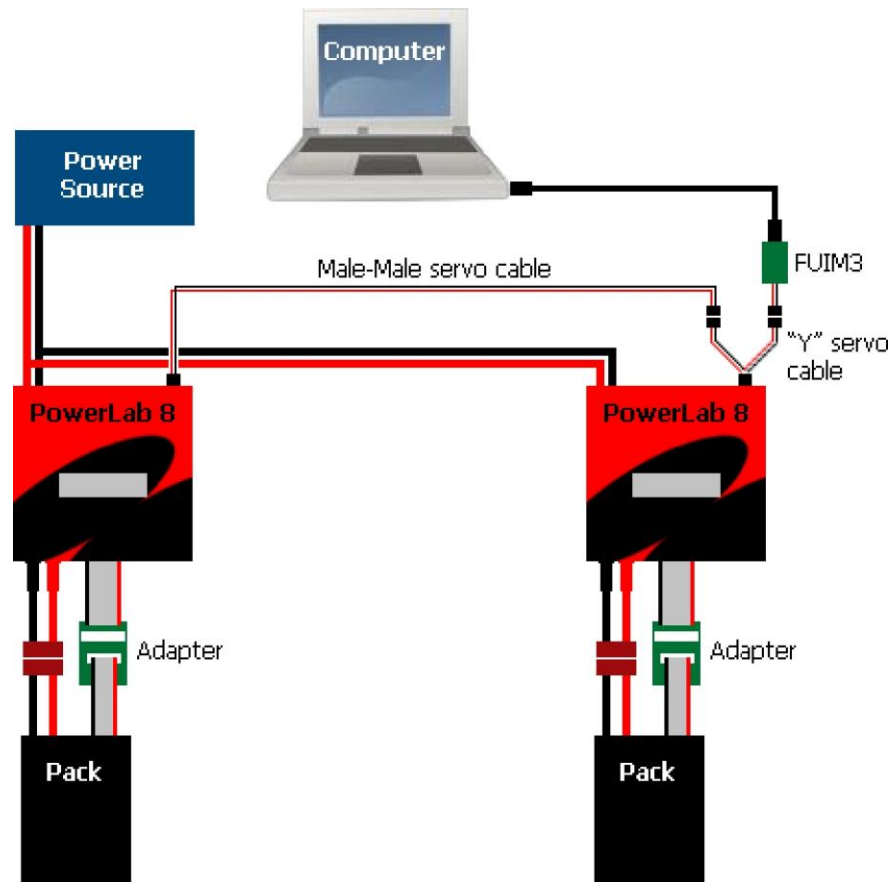 Computer
Power
Source
Male-Male servo cable
FUIM3
"Y" servo
cable
PowerLab 8
PowerLab 8
Adapter
Adapter
Pack
Pack